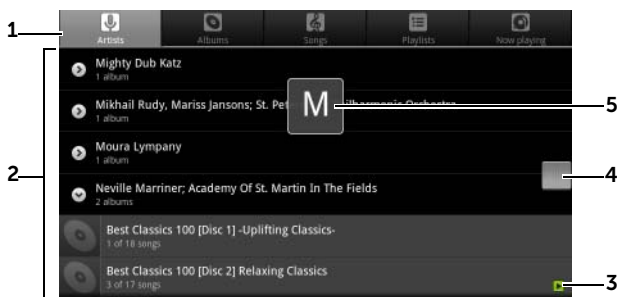 1
Artists
Albums
Songs
Playlists
Now playing
2
Mighty Dub Katz
1 album
Mikhail Rudy, Mariss Jansons; St. Pet
M
Orchestra
5
1 album
Moura Lympany
1 album
4
Neville Marriner; Academy Of St. Martin In The Fields
2 albums
Best Classics 100 [Disc 1] -Uplifting Classics-
1 of 18 songs
Best Classics 100 [Disc 2] Relaxing Classics
3 of 17 songs
3